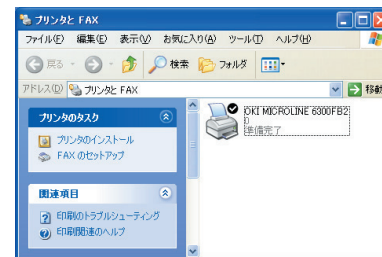 プリンタと FAX
ファイル(F) 編集(E) 表示(V) お気に入り(A) ツール(T) ヘルプ(H)
戻る 検索 フォルダ
アドレス(D) プリンタと FAX 移動
プリンタのタスク
プリンタのインストール
FAX のセットアップ
関連項目
印刷のトラブルシューティング
印刷関連のヘルプ
OKI MICROLINE 6300FB2
0
準備完了